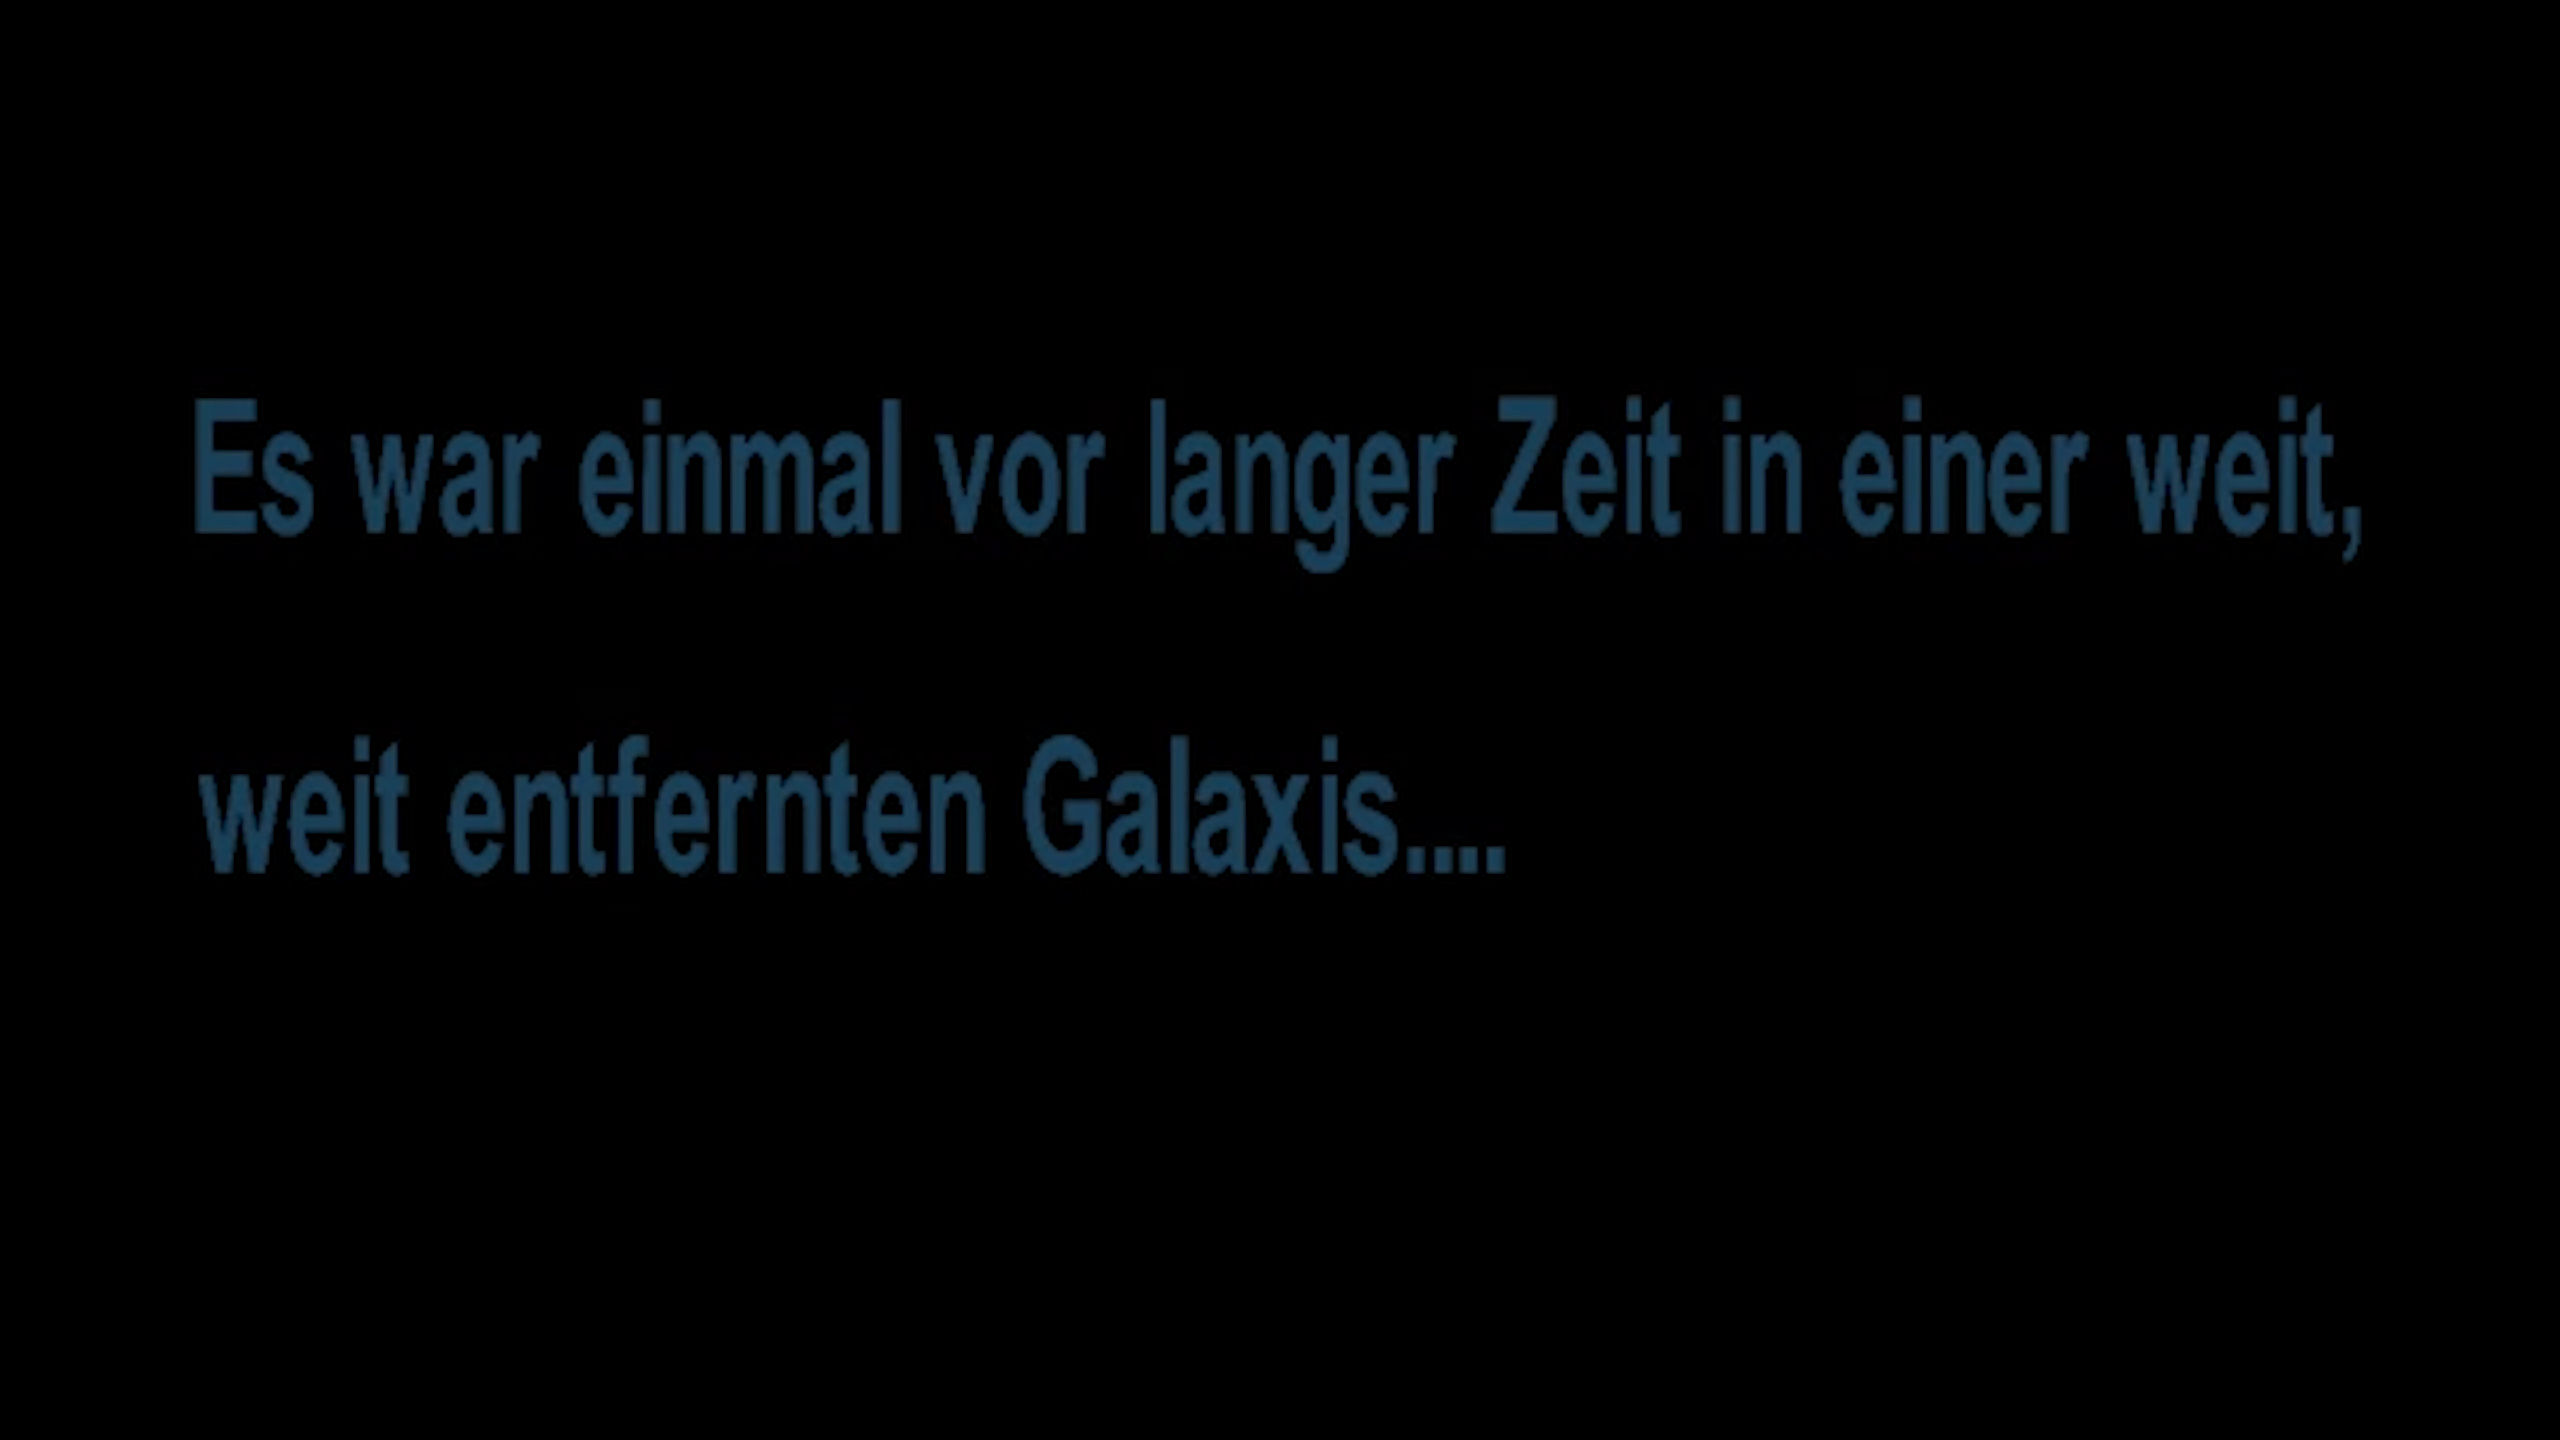 Es war einmal vor langer Zeit in einer weit,
weit entfernten Galaxis....